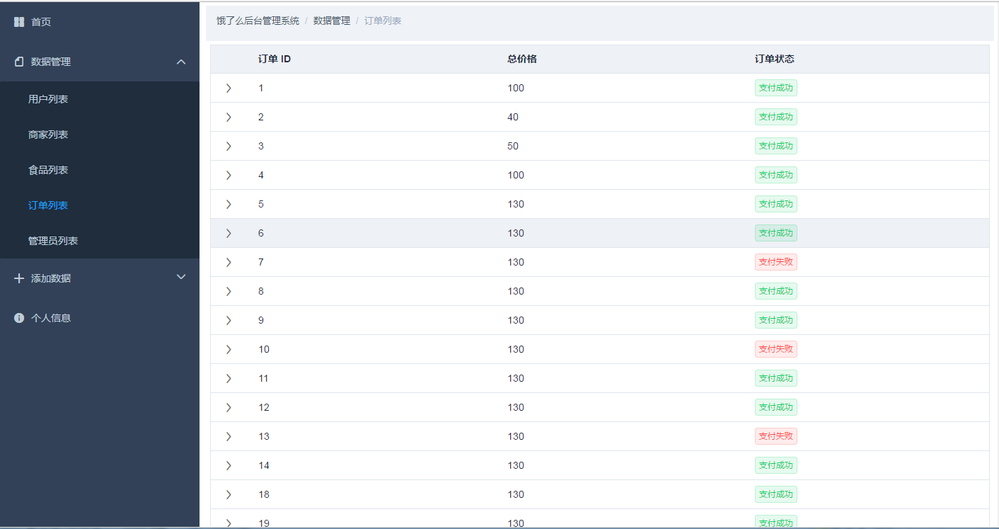 首页
数据管理
用户列表
商家列表
食品列表
订单列表
管理员列表
添加数据
个人信息
饿了么后台管理系统 / 数据管理 / 订单列表
订单 ID 总价格 订单状态
1 100 支付成功
2 40 支付成功
3 50 支付成功
4 100 支付成功
5 130 支付成功
6 130 支付成功
7 130 支付失败
8 130 支付成功
9 130 支付成功
10 130 支付失败
11 130 支付成功
12 130 支付成功
13 130 支付失败
14 130 支付成功
18 130 支付成功
19 130 支付成功